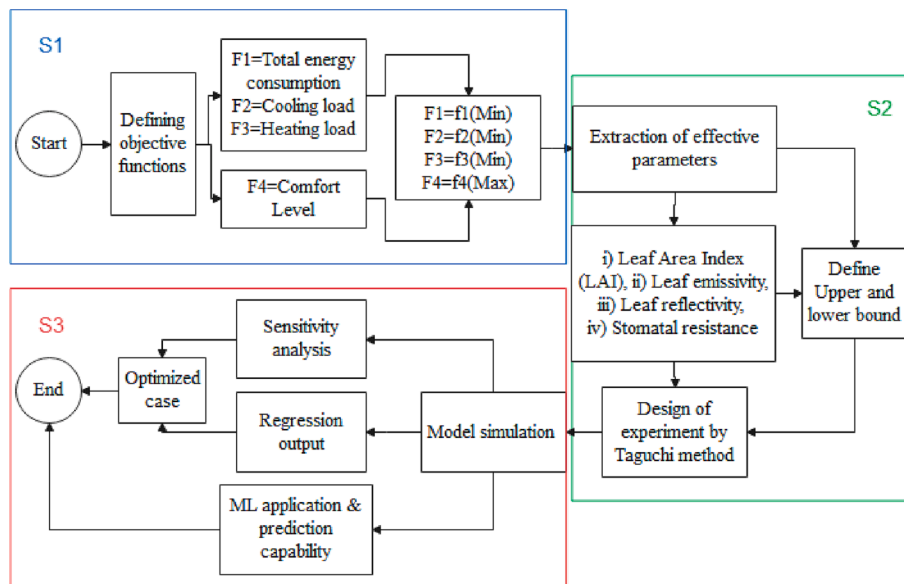 S1
Start
Defining
objective
functions
F1=Total energy
consumption
F2=Cooling load
F3=Heating load
F4=Comfort
Level
F1=f1(Min)
F2=f2(Min)
F3=f3(Min)
F4=f4(Max)
S2
Extraction of effective
parameters
i) Leaf Area Index
(LAI), ii) Leaf emissivity,
iii) Leaf reflectivity,
iv) Stomatal resistance
Define
Upper and
lower bound
Design of
experiment by
Taguchi method
S3
Model simulation
Sensitivity
analysis
Regression
output
ML application &
prediction
capability
Optimized
case
End